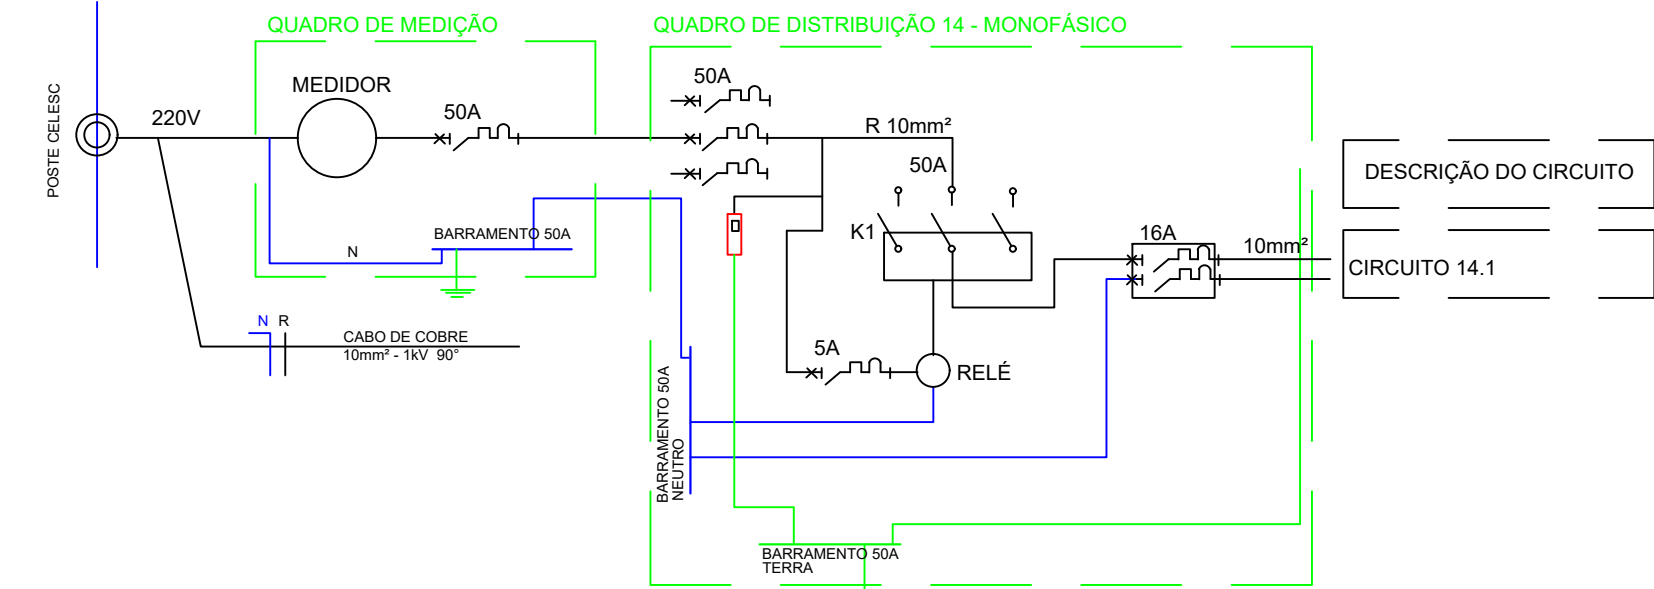 QUADRO DE MEDIÇÃO
QUADRO DE DISTRIBUIÇÃO 14 - MONOFÁSICO
POSTE CELESC
220V
MEDIDOR
50A
50A
R 10mm²
50A
K1
16A
10mm²
DESCRIÇÃO DO CIRCUITO
CIRCUITO 14.1
BARRAMENTO 50A
N
N R
CABO DE COBRE
10mm² - 1kV 90°
5A
RELÉ
BARRAMENTO 50A
NEUTRO
BARRAMENTO 50A
TERRA